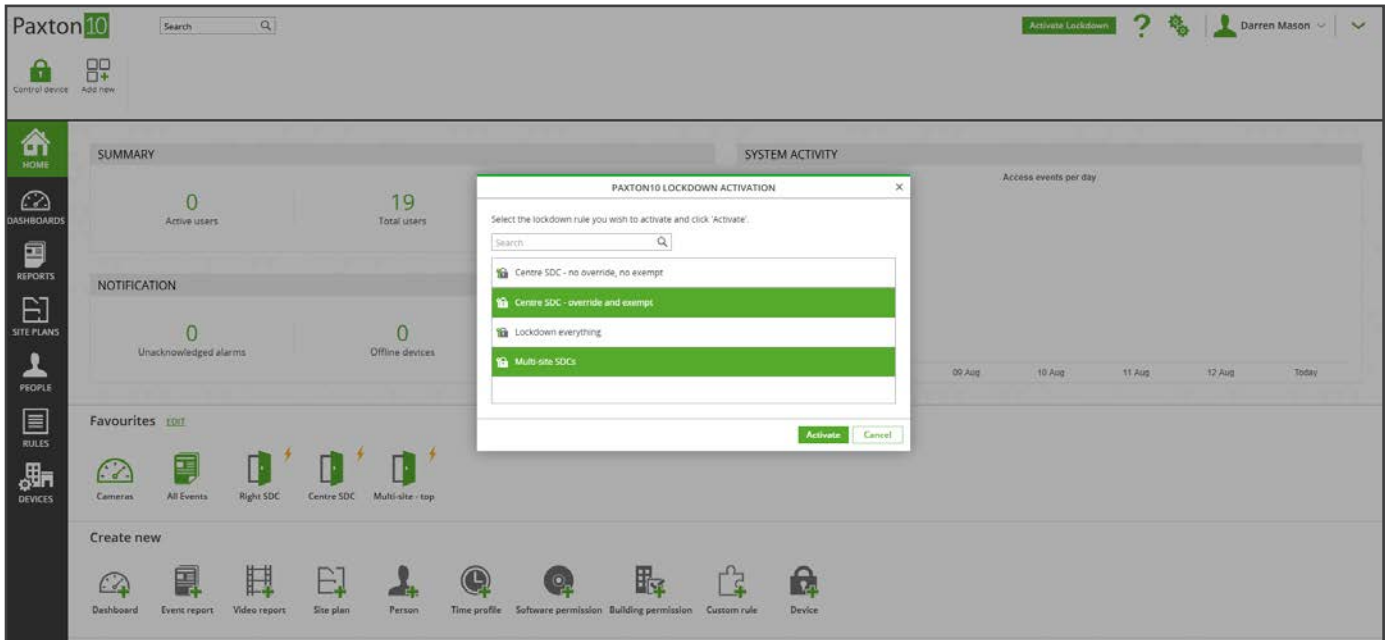 Paxton10
Search
Activate Lockdown
?
Darren Mason
Control device
Add new
HOME
DASHBOARDS
REPORTS
SITE PLANS
PEOPLE
RULES
DEVICES
SUMMARY
0
Active users
19
Total users
SYSTEM ACTIVITY
Access events per day
09 Aug
10 Aug
11 Aug
12 Aug
Today
NOTIFICATION
0
Unacknowledged alarms
0
Offline devices
PAXTON10 LOCKDOWN ACTIVATION
Select the lockdown rule you wish to activate and click 'Activate'.
Search
Centre SDC - no override, no exempt
Centre SDC - override and exempt
Lockdown everything
Multi-site SDCs
Activate
Cancel
Favourites EDIT
Cameras
All Events
Right SDC
Centre SDC
Multi-site - top
Create new
Dashboard
Event report
Video report
Site plan
Person
Time profile
Software permission
Building permission
Custom rule
Device